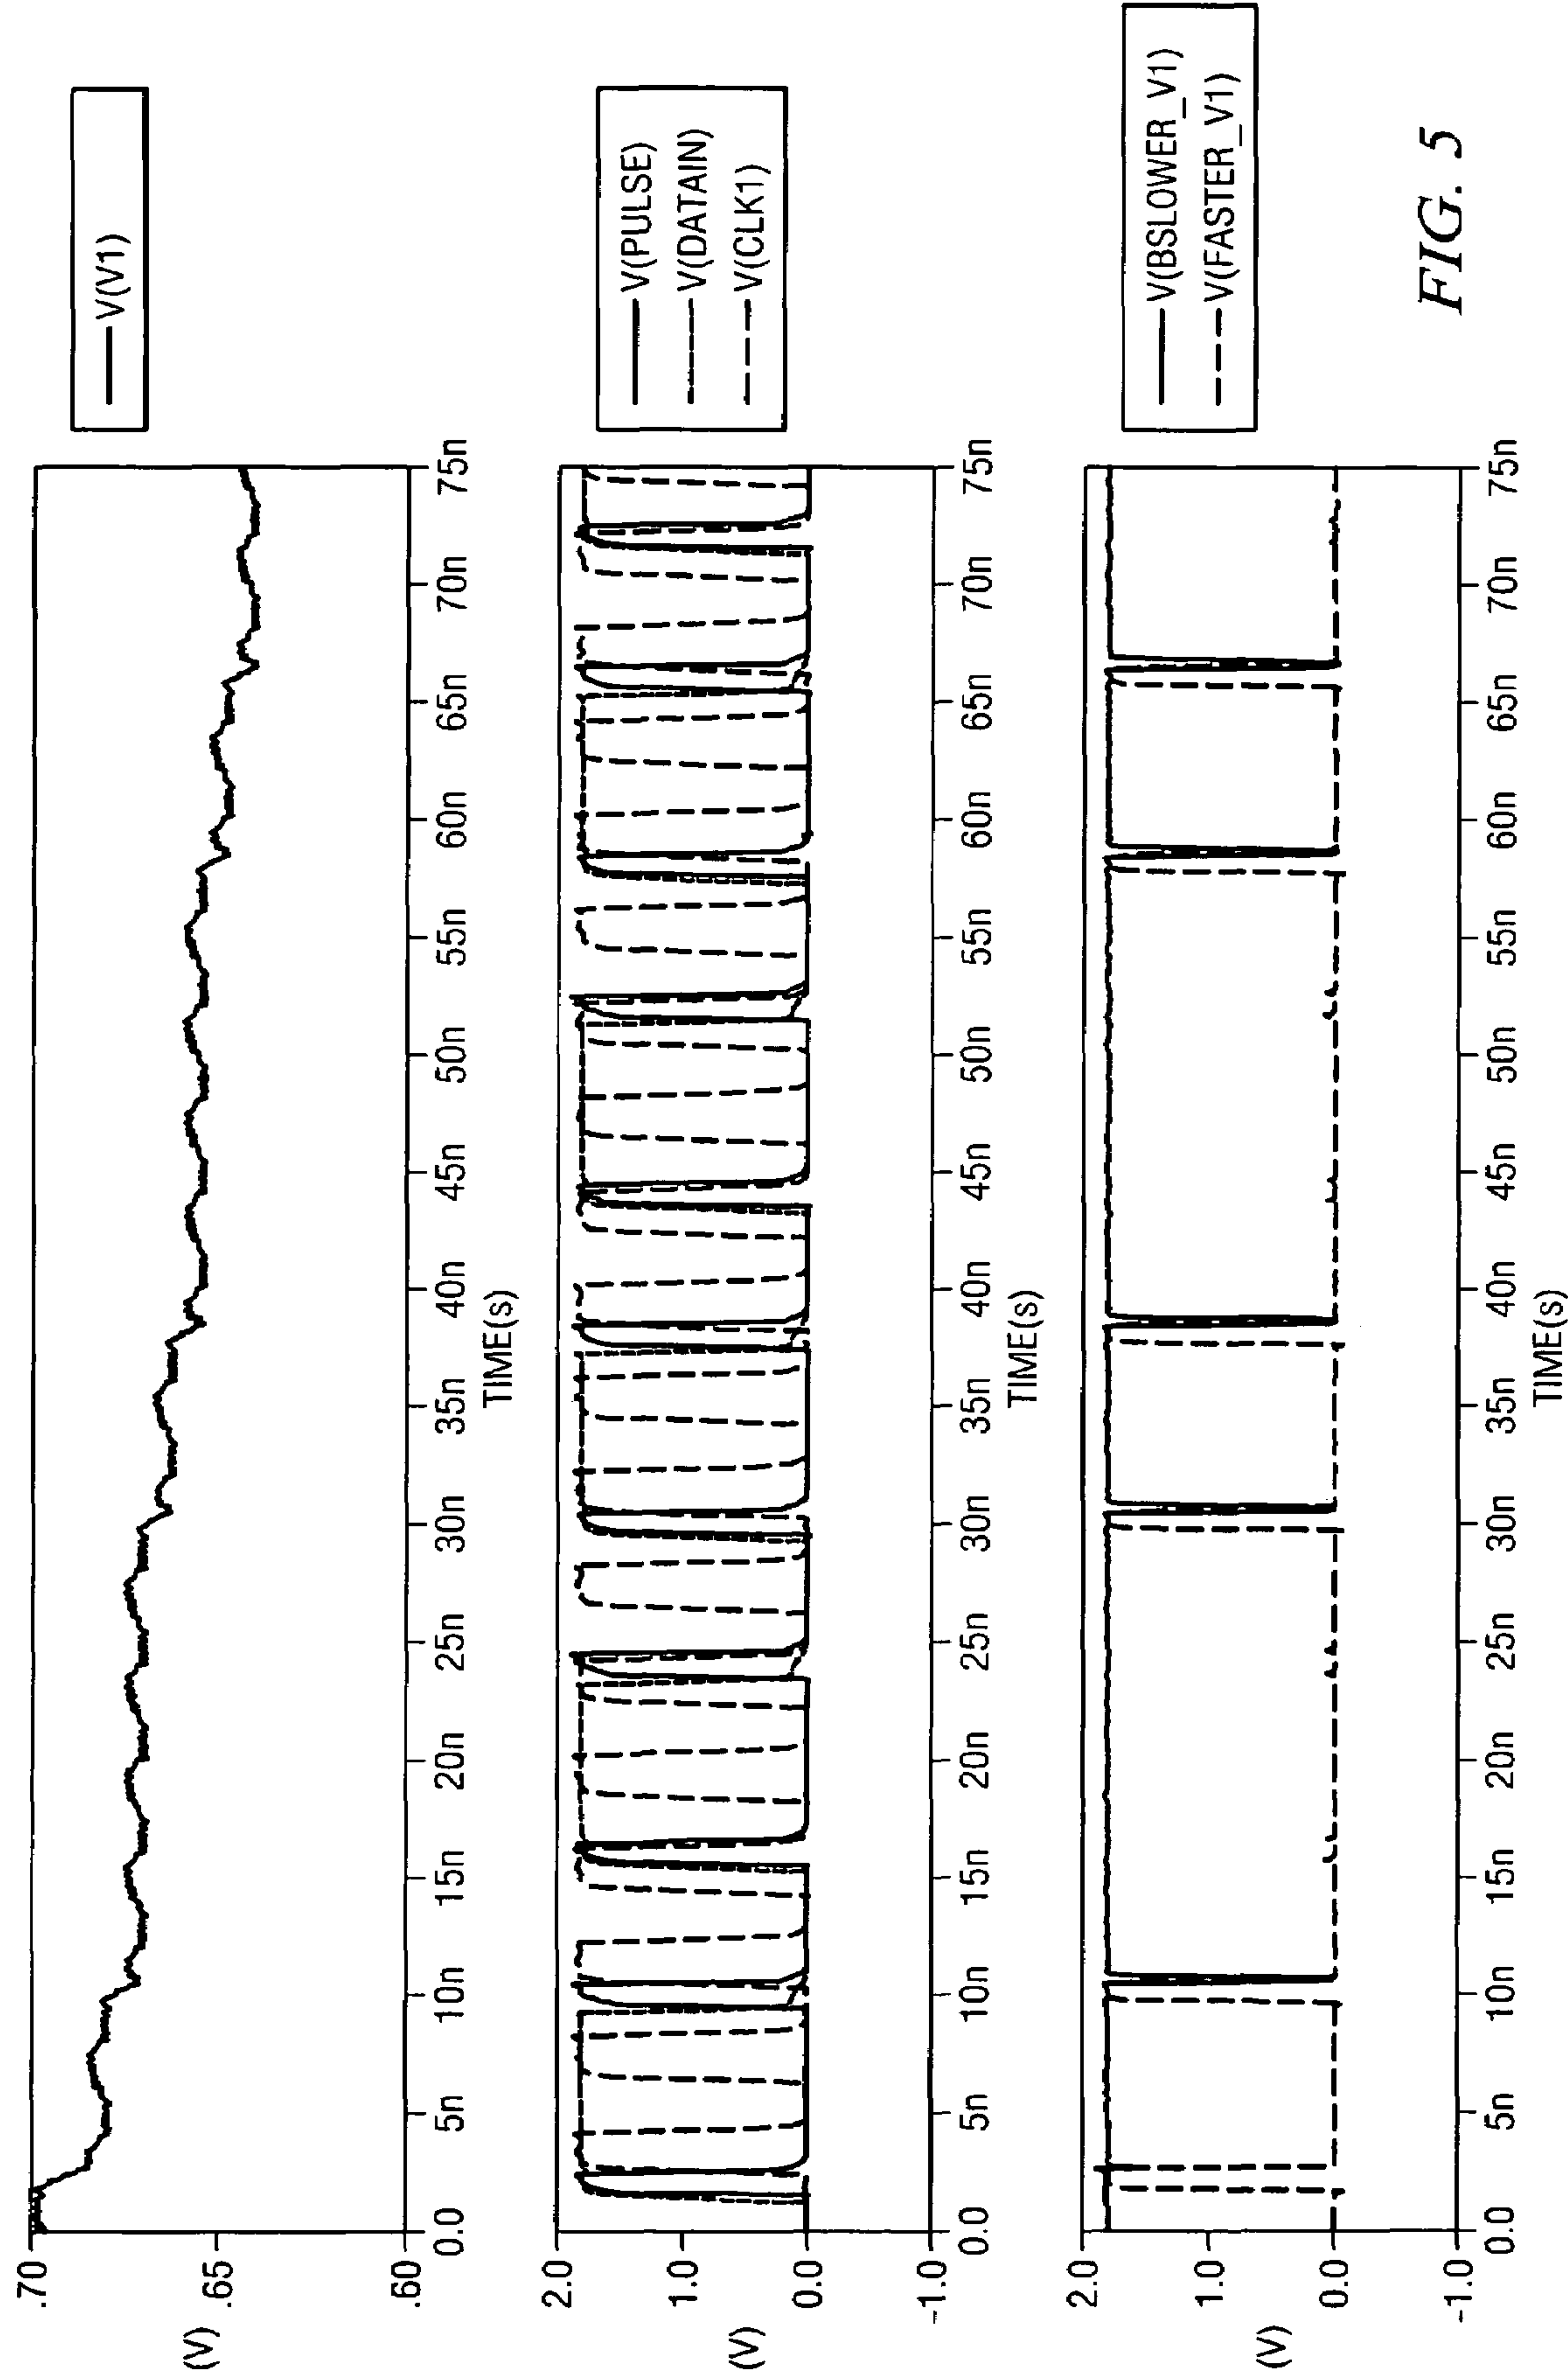 .70
.65
.60
(V)
0.0 5n 10n 15n 20n 25n 30n 35n 40n 45n 50n 55n 60n 65n 70n 75n
TIME(s)
V(V1)
2.0
1.0
0.0
-1.0
(V)
0.0 5n 10n 15n 20n 25n 30n 35n 40n 45n 50n 55n 60n 65n 70n 75n
TIME(s)
V(PULSE)
V(DATAIN)
V(CLK1)
2.0
1.0
0.0
-1.0
(V)
0.0 5n 10n 15n 20n 25n 30n 35n 40n 45n 50n 55n 60n 65n 70n 75n
TIME(s)
V(BSLOWER_V1)
V(FASTER_V1)
FIG. 5